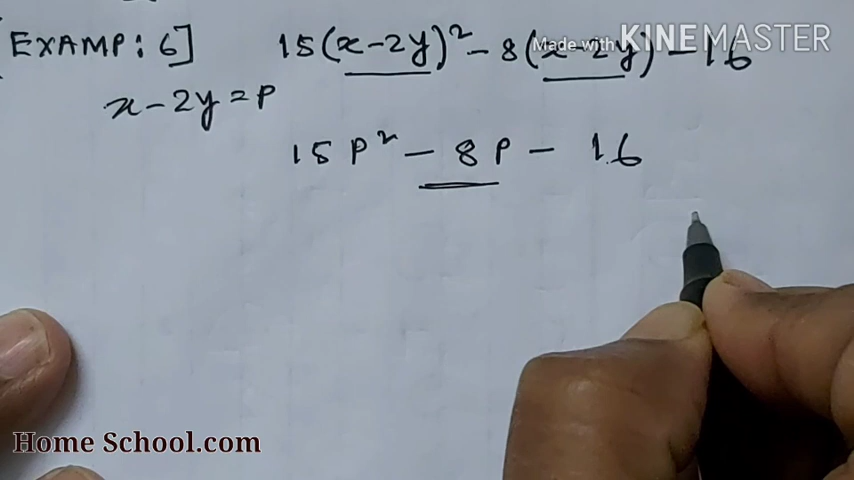 [EXAMP: 6] 15(x-2y)² - 8(x-2y) - 16
Made with KINEMASTER
x-2y=P
15P² - 8P - 16
Home School.com